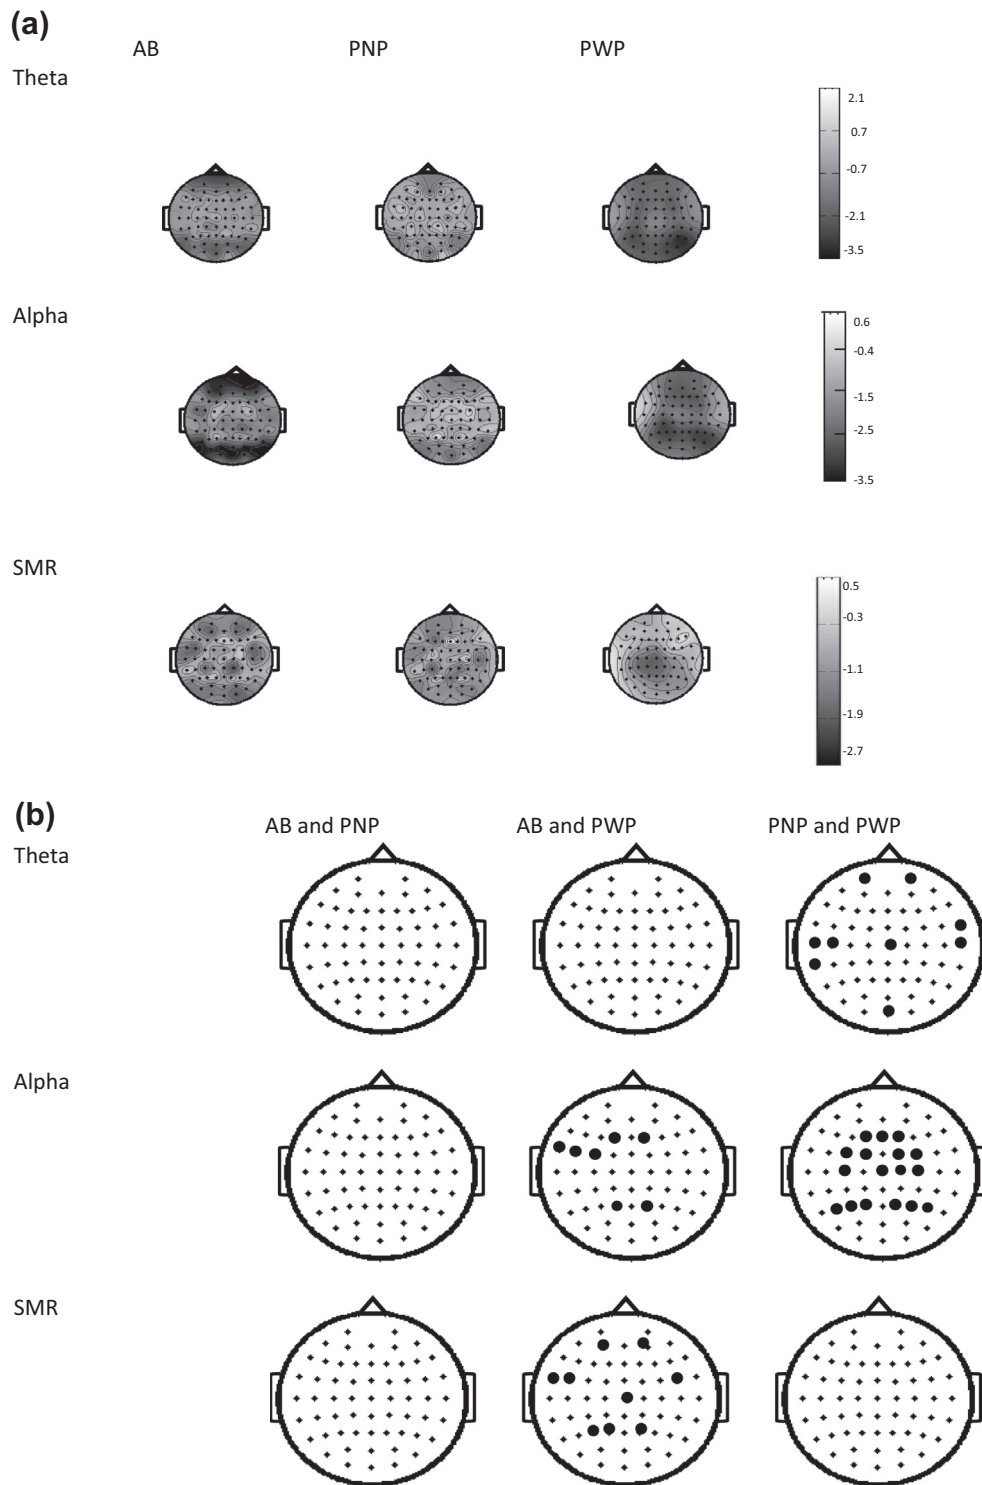 (a)
AB PNP PWP
Theta
2.1
0.7
-0.7
-2.1
-3.5
Alpha
0.6
-0.4
-1.5
-2.5
-3.5
SMR
0.5
-0.3
-1.1
-1.9
-2.7
(b)
AB and PNP AB and PWP PNP and PWP
Theta
Alpha
SMR